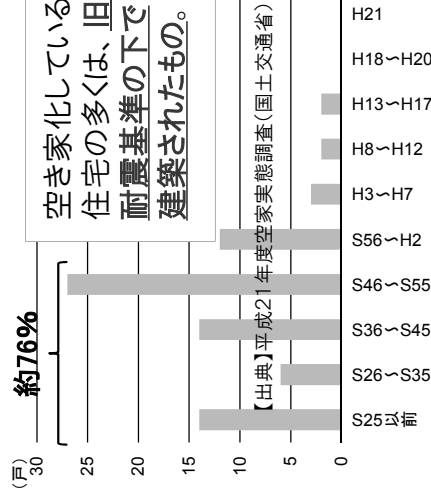 (戸)
30
25
20
15
10
5
0
約76%
空き家化している
住宅の多くは、旧
耐震基準の下で
建築されたもの。
【出典】平成21年度空家実態調査(国土交通省)
S25以前
S26〜S35
S36〜S45
S46〜S55
S56〜H2
H3〜H7
H8〜H12
H13〜H17
H18〜H20
H21